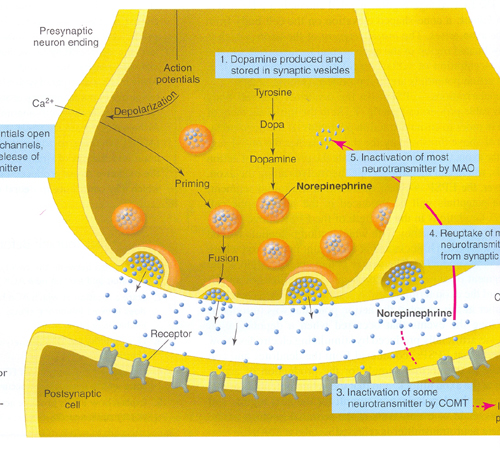 Presynaptic
neuron ending
Action
potentials
1. Dopamine produced and
stored in synaptic vesicles
Ca2+
Depolarization
Tyrosine
Dopa
Dopamine
ntials open
channels,
elease of
mitter
5. Inactivation of most
neurotransmitter by MAO
Priming
Norepinephrine
4. Reuptake of m
neurotransmitt
from synaptic
Fusion
Norepinephrine
Receptor
or
Postsynaptic
cell
3. Inactivation of some
neurotransmitter by COMT